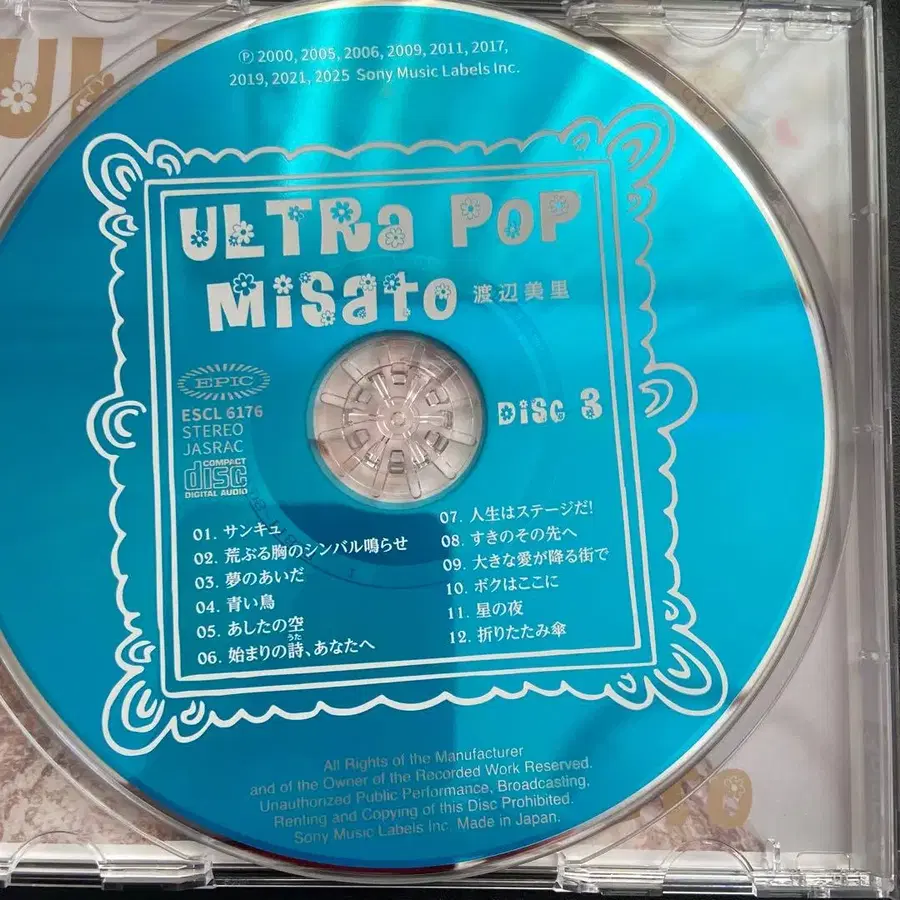 ℗ 2000, 2005, 2006, 2009, 2011, 2017,
2019, 2021, 2025 Sony Music Labels Inc.
ULTRa PoP
MiSato 渡辺美里
EPIC
ESCL 6176
STEREO
JASRAC
COMPACT
disc
DIGITAL AUDIO
DiSC 3
01. サンキュ
02. 荒ぶる胸のシンバル鳴らせ
03. 夢のあいだ
04. 青い鳥
05. あしたの空
うた
06. 始まりの詩、あなたへ
07. 人生はステージだ!
08. すきのその先へ
09. 大きな愛が降る街で
10. ボクはここに
11. 星の夜
12. 折りたたみ傘
All Rights of the Manufacturer
and of the Owner of the Recorded Work Reserved.
Unauthorized Public Performance, Broadcasting,
Renting and Copying of this Disc Prohibited.
Sony Music Labels Inc. Made in Japan.